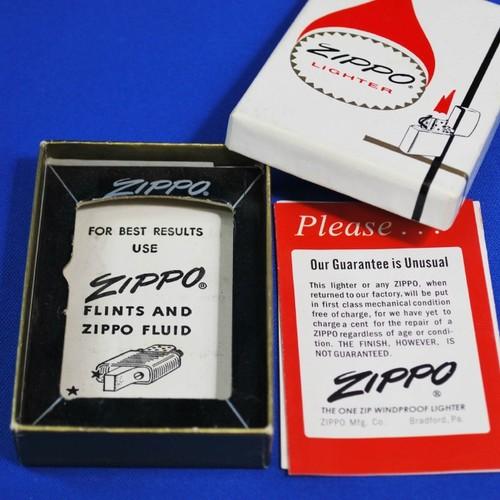 ZIPPO®
LIGHTER
ZIPPO.
FOR BEST RESULTS
USE
ZIPPO®
FLINTS AND
ZIPPO FLUID
Please...
Our Guarantee is Unusual
This lighter or any ZIPPO, when
returned to our factory, will be put
in first class mechanical condition
free of charge, for we have yet to
charge a cent for the repair of a
ZIPPO regardless of age or condi-
tion. THE FINISH, HOWEVER, IS
NOT GUARANTEED.
ZIPPO®
THE ONE ZIP WINDPROOF LIGHTER
ZIPPO Mfg. Co. Bradford, Pa.